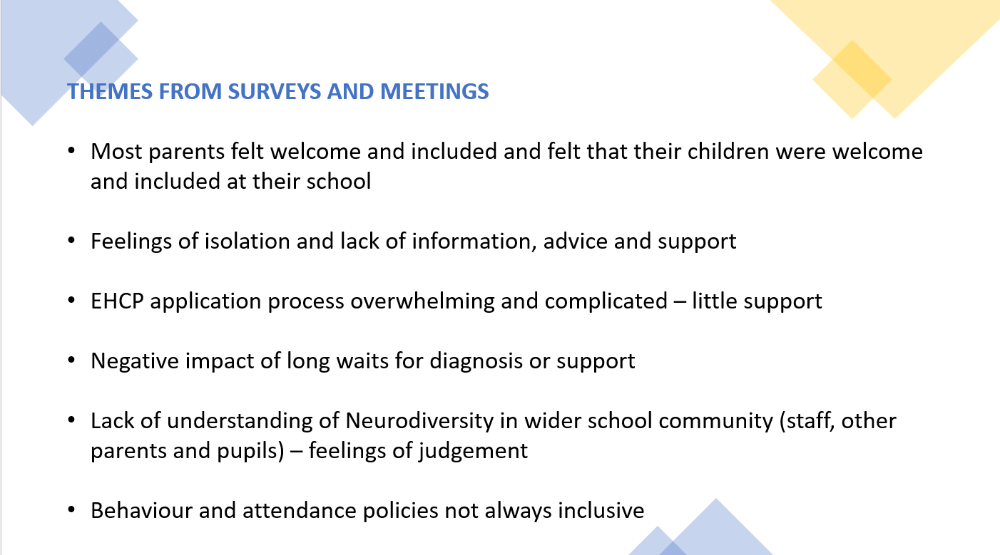 THEMES FROM SURVEYS AND MEETINGS
• Most parents felt welcome and included and felt that their children were welcome
and included at their school
• Feelings of isolation and lack of information, advice and support
• EHCP application process overwhelming and complicated – little support
• Negative impact of long waits for diagnosis or support
• Lack of understanding of Neurodiversity in wider school community (staff, other
parents and pupils) – feelings of judgement
• Behaviour and attendance policies not always inclusive